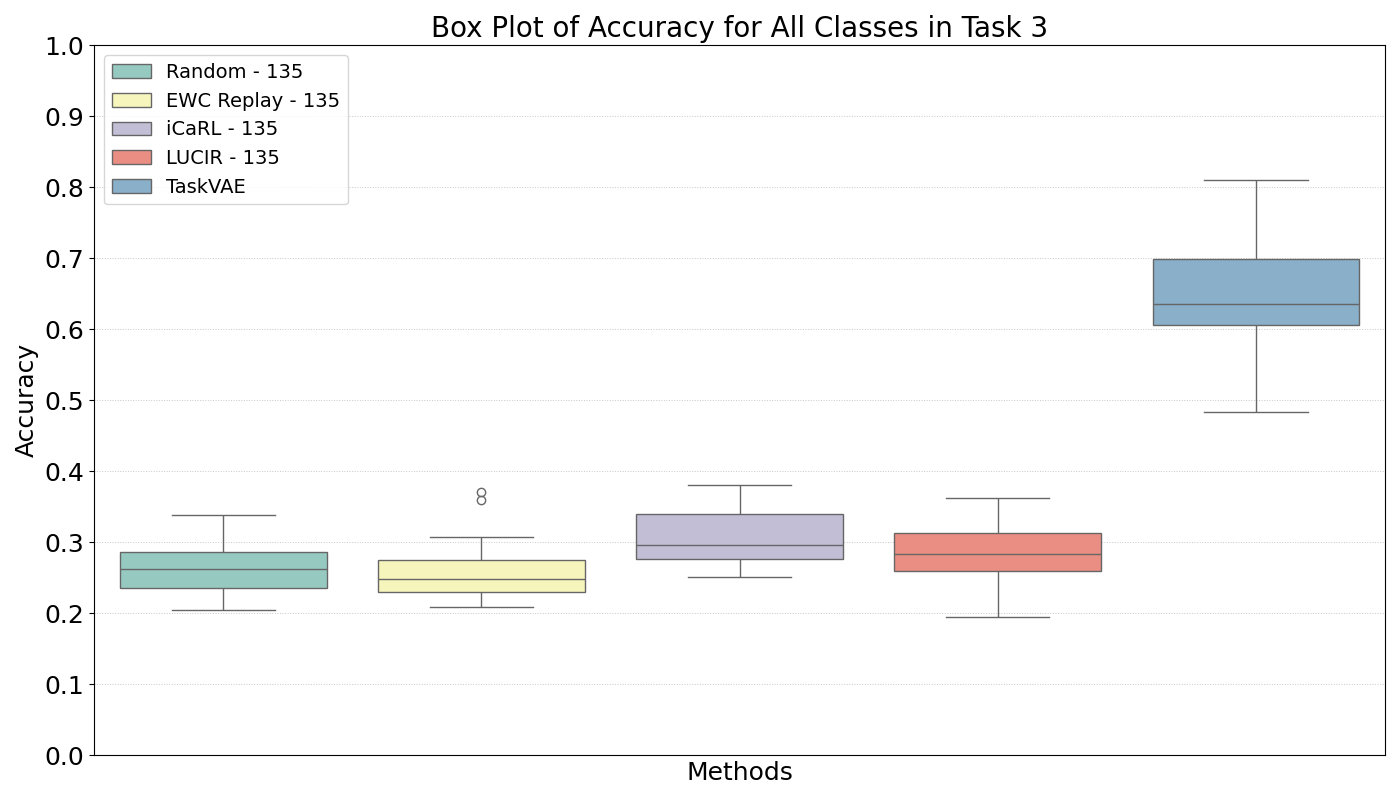 Box Plot of Accuracy for All Classes in Task 3
1.0
0.9
0.8
0.7
0.6
0.5
0.4
0.3
0.2
0.1
0.0
Accuracy
Random - 135
EWC Replay - 135
iCaRL - 135
LUCIR - 135
TaskVAE
Methods